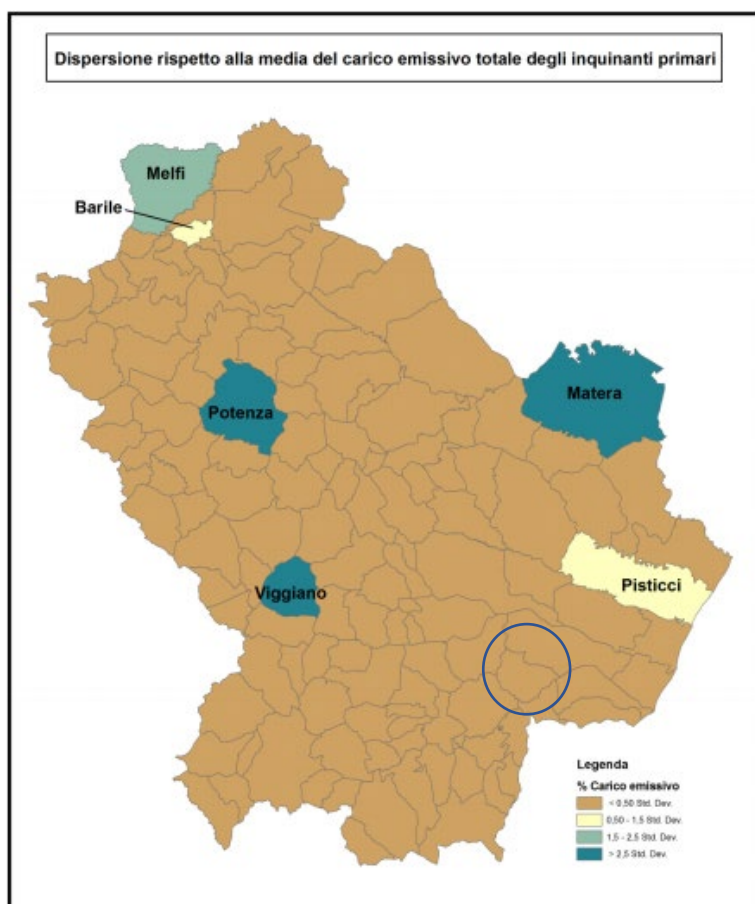 Dispersione rispetto alla media del carico emissivo totale degli inquinanti primari
Melfi
Barile
Potenza
Matera
Viggiano
Pisticci
Legenda
% Carico emissivo
< 0,50 Std. Dev.
0,50 - 1,5 Std. Dev.
1,5 - 2,5 Std. Dev.
> 2,5 Std. Dev.